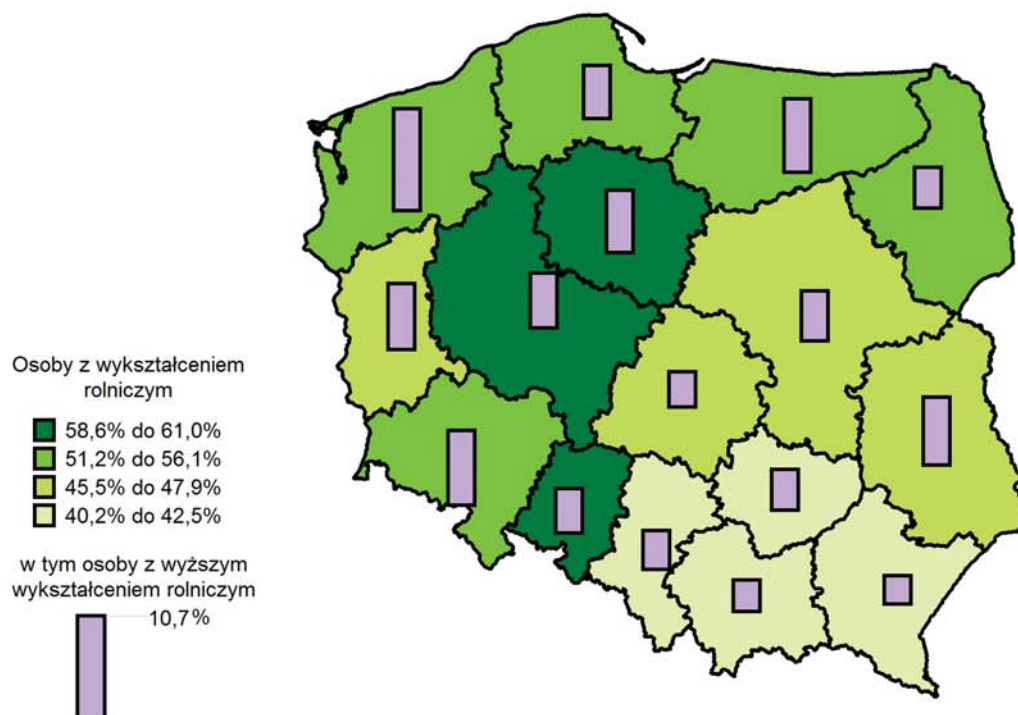 Osoby z wykształceniem
rolniczym
58,6% do 61,0%
51,2% do 56,1%
45,5% do 47,9%
40,2% do 42,5%
w tym osoby z wyższym
wykształceniem rolniczym
10,7%